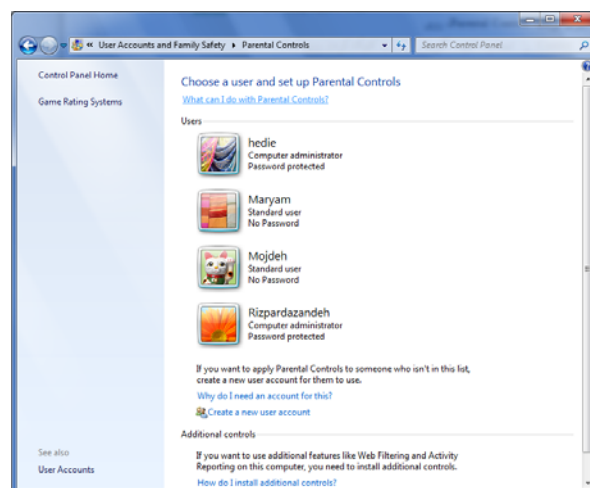 « User Accounts and Family Safety ▸ Parental Controls
Search Control Panel
Control Panel Home
Game Rating Systems
Choose a user and set up Parental Controls
What can I do with Parental Controls?
Users
hedie
Computer administrator
Password protected
Maryam
Standard user
No Password
Mojdeh
Standard user
No Password
Rizpardazandeh
Computer administrator
Password protected
If you want to apply Parental Controls to someone who isn't in this list,
create a new user account for them to use.
Why do I need an account for this?
Create a new user account
Additional controls
If you want to use additional features like Web Filtering and Activity
Reporting on this computer, you need to install additional controls.
How do I install additional controls?
See also
User Accounts